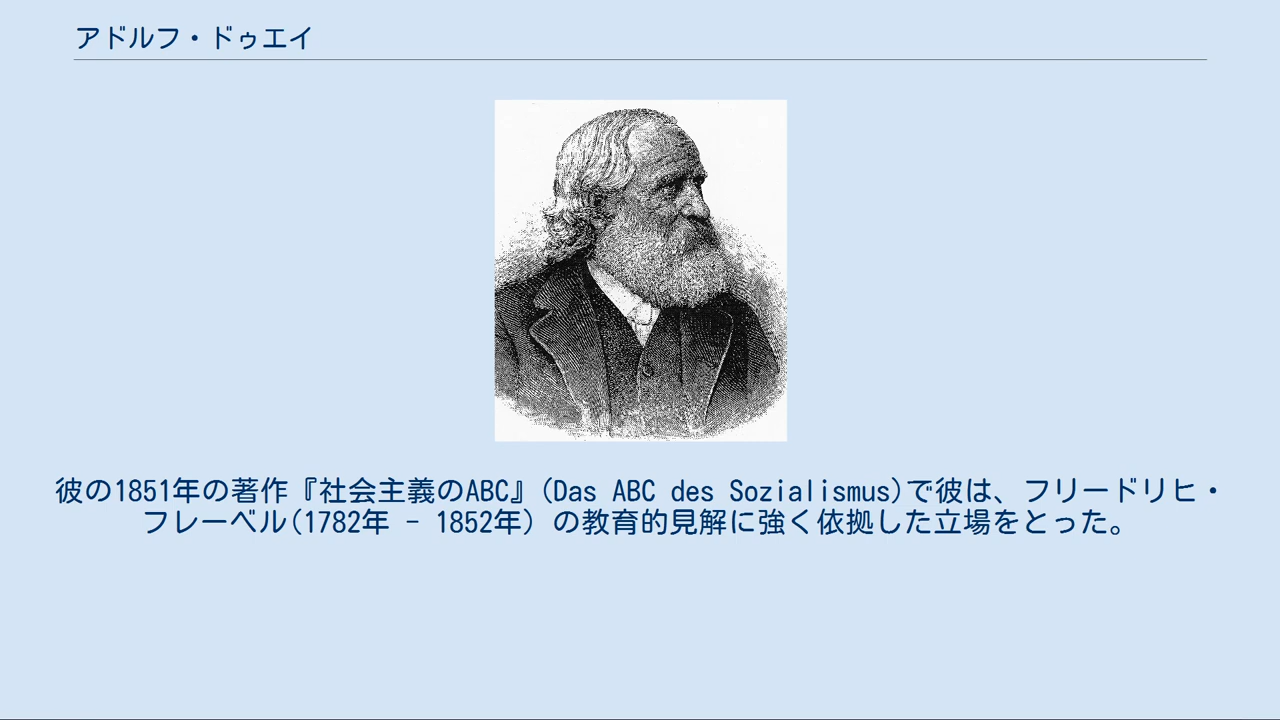 アドルフ・ドゥエイ
彼の1851年の著作『社会主義のABC』(Das ABC des Sozialismus)で彼は、フリードリヒ・
フレーベル(1782年 - 1852年) の教育的見解に強く依拠した立場をとった。